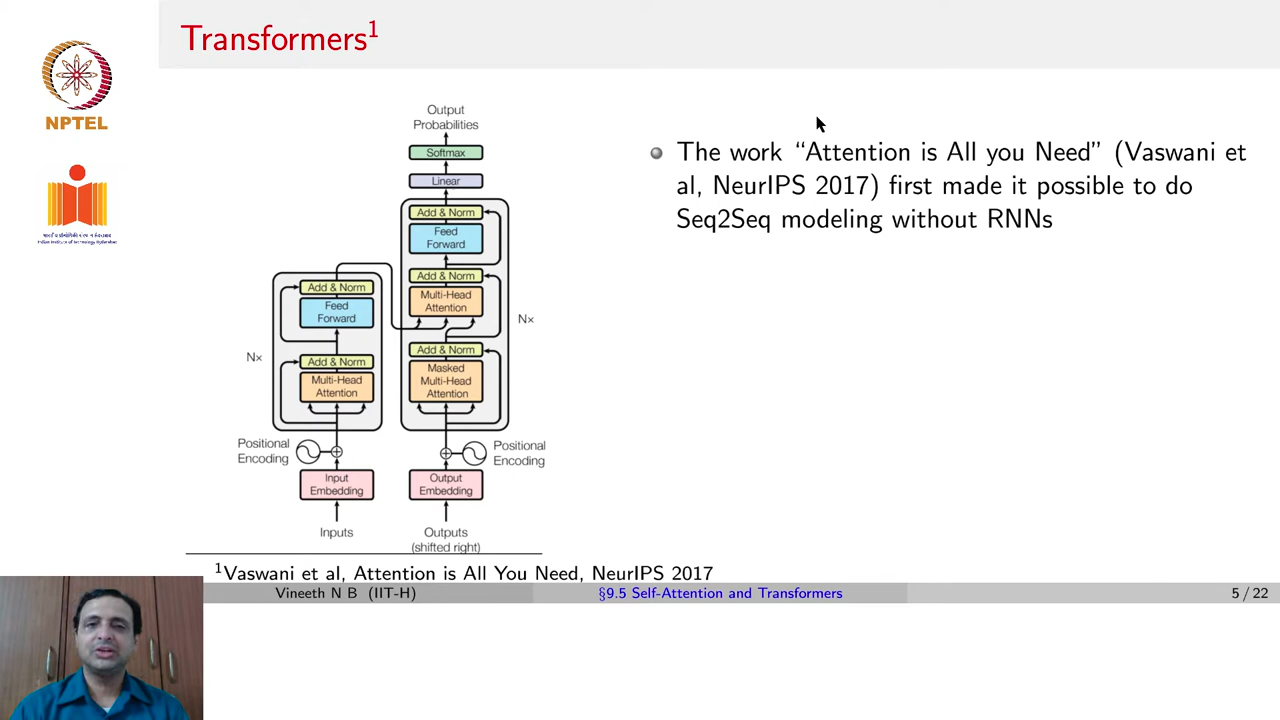 Transformers1
NPTEL
Output
Probabilities
Softmax
Linear
Add & Norm
Feed
Forward
Add & Norm
Multi-Head
Attention
N×
Add & Norm
Masked
Multi-Head
Attention
Add & Norm
Feed
Forward
N×
Add & Norm
Multi-Head
Attention
Positional
Encoding
Positional
Encoding
Input
Embedding
Output
Embedding
Inputs
Outputs
(shifted right)
The work “Attention is All you Need” (Vaswani et
al, NeurIPS 2017) first made it possible to do
Seq2Seq modeling without RNNs
1Vaswani et al, Attention is All You Need, NeurIPS 2017
Vineeth N B (IIT-H)
§9.5 Self-Attention and Transformers
5 / 22